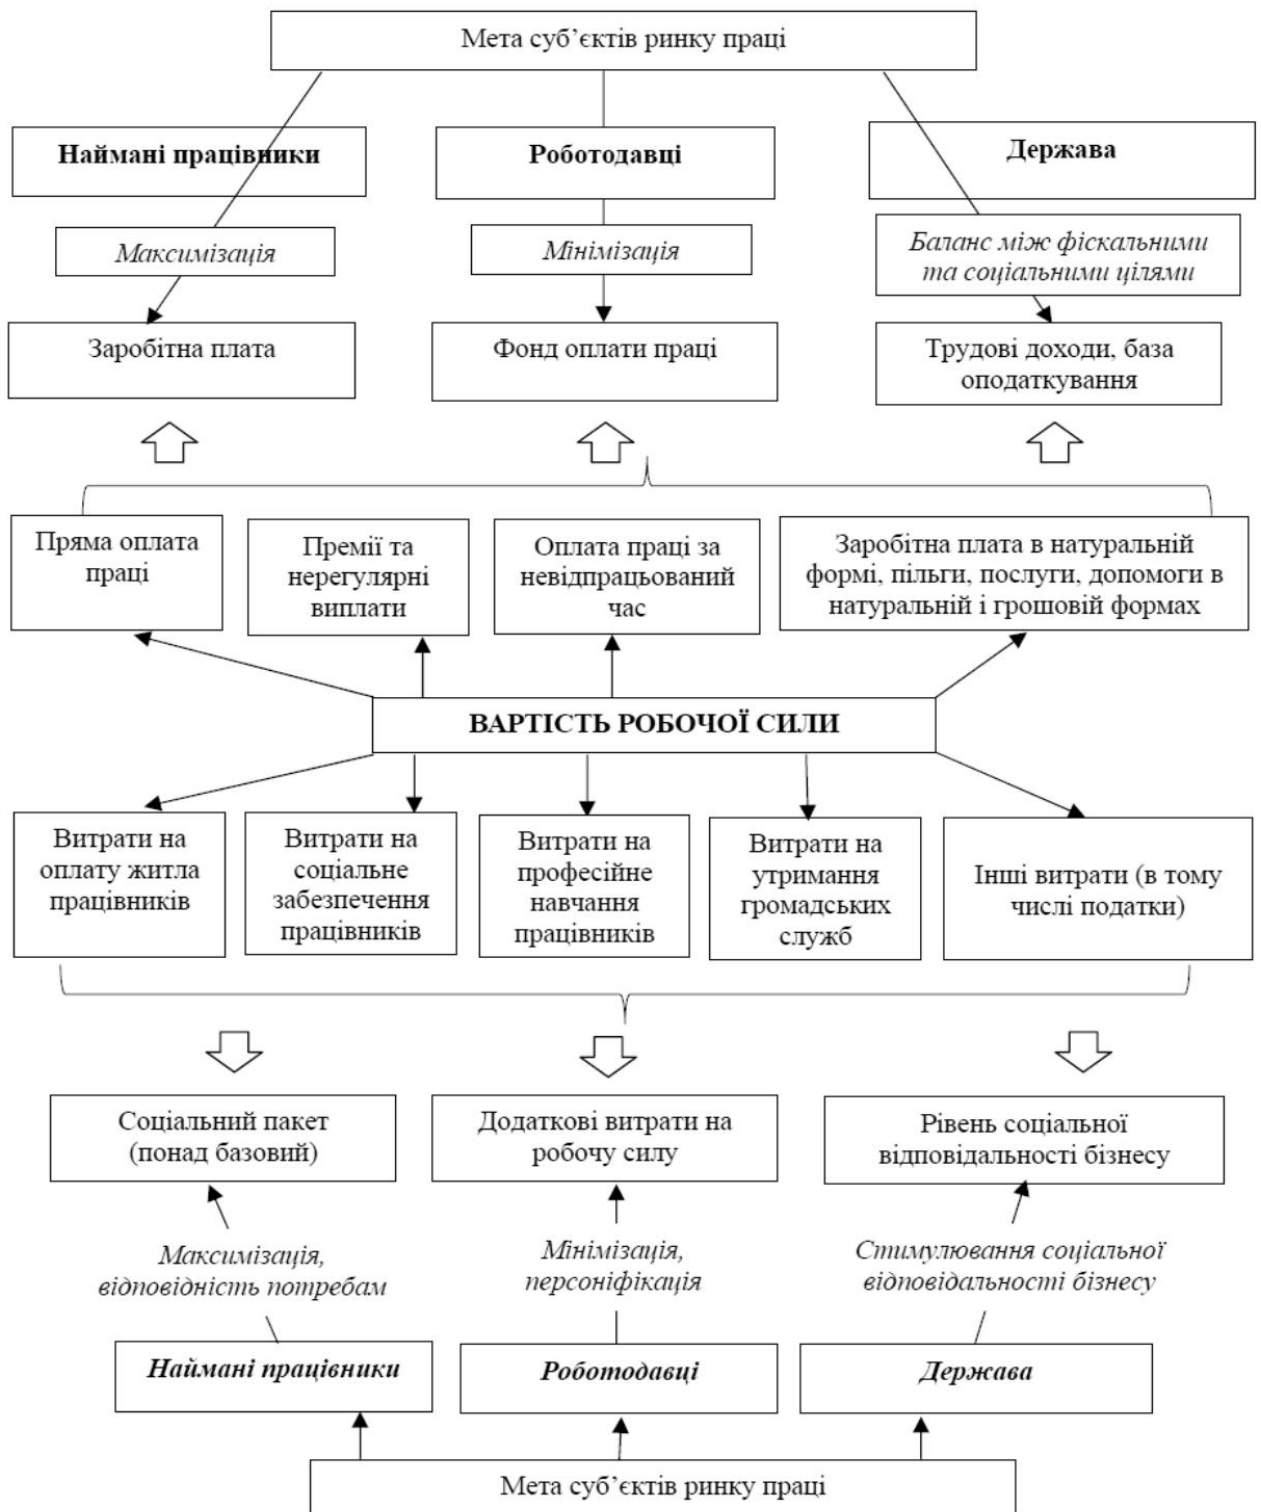 Мета суб’єктів ринку праці
Наймані працівники
Роботодавці
Держава
Максимізація
Мінімізація
Баланс між фіскальними
та соціальними цілями
Заробітна плата
Фонд оплати праці
Трудові доходи, база
оподаткування
Пряма оплата
праці
Премії та
нерегулярні
виплати
Оплата праці за
невідпрацьований
час
Заробітна плата в натуральній
формі, пільги, послуги, допомоги в
натуральній і грошовій формах
ВАРТІСТЬ РОБОЧОЇ СИЛИ
Витрати на
оплату житла
працівників
Витрати на
соціальне
забезпечення
працівників
Витрати на
професійне
навчання
працівників
Витрати на
утримання
громадських
служб
Інші витрати (в тому
числі податки)
Соціальний пакет
(понад базовий)
Додаткові витрати на
робочу силу
Рівень соціальної
відповідальності бізнесу
Максимізація,
відповідність потребам
Мінімізація,
персоніфікація
Стимулювання соціальної
відповідальності бізнесу
Наймані працівники
Роботодавці
Держава
Мета суб’єктів ринку праці